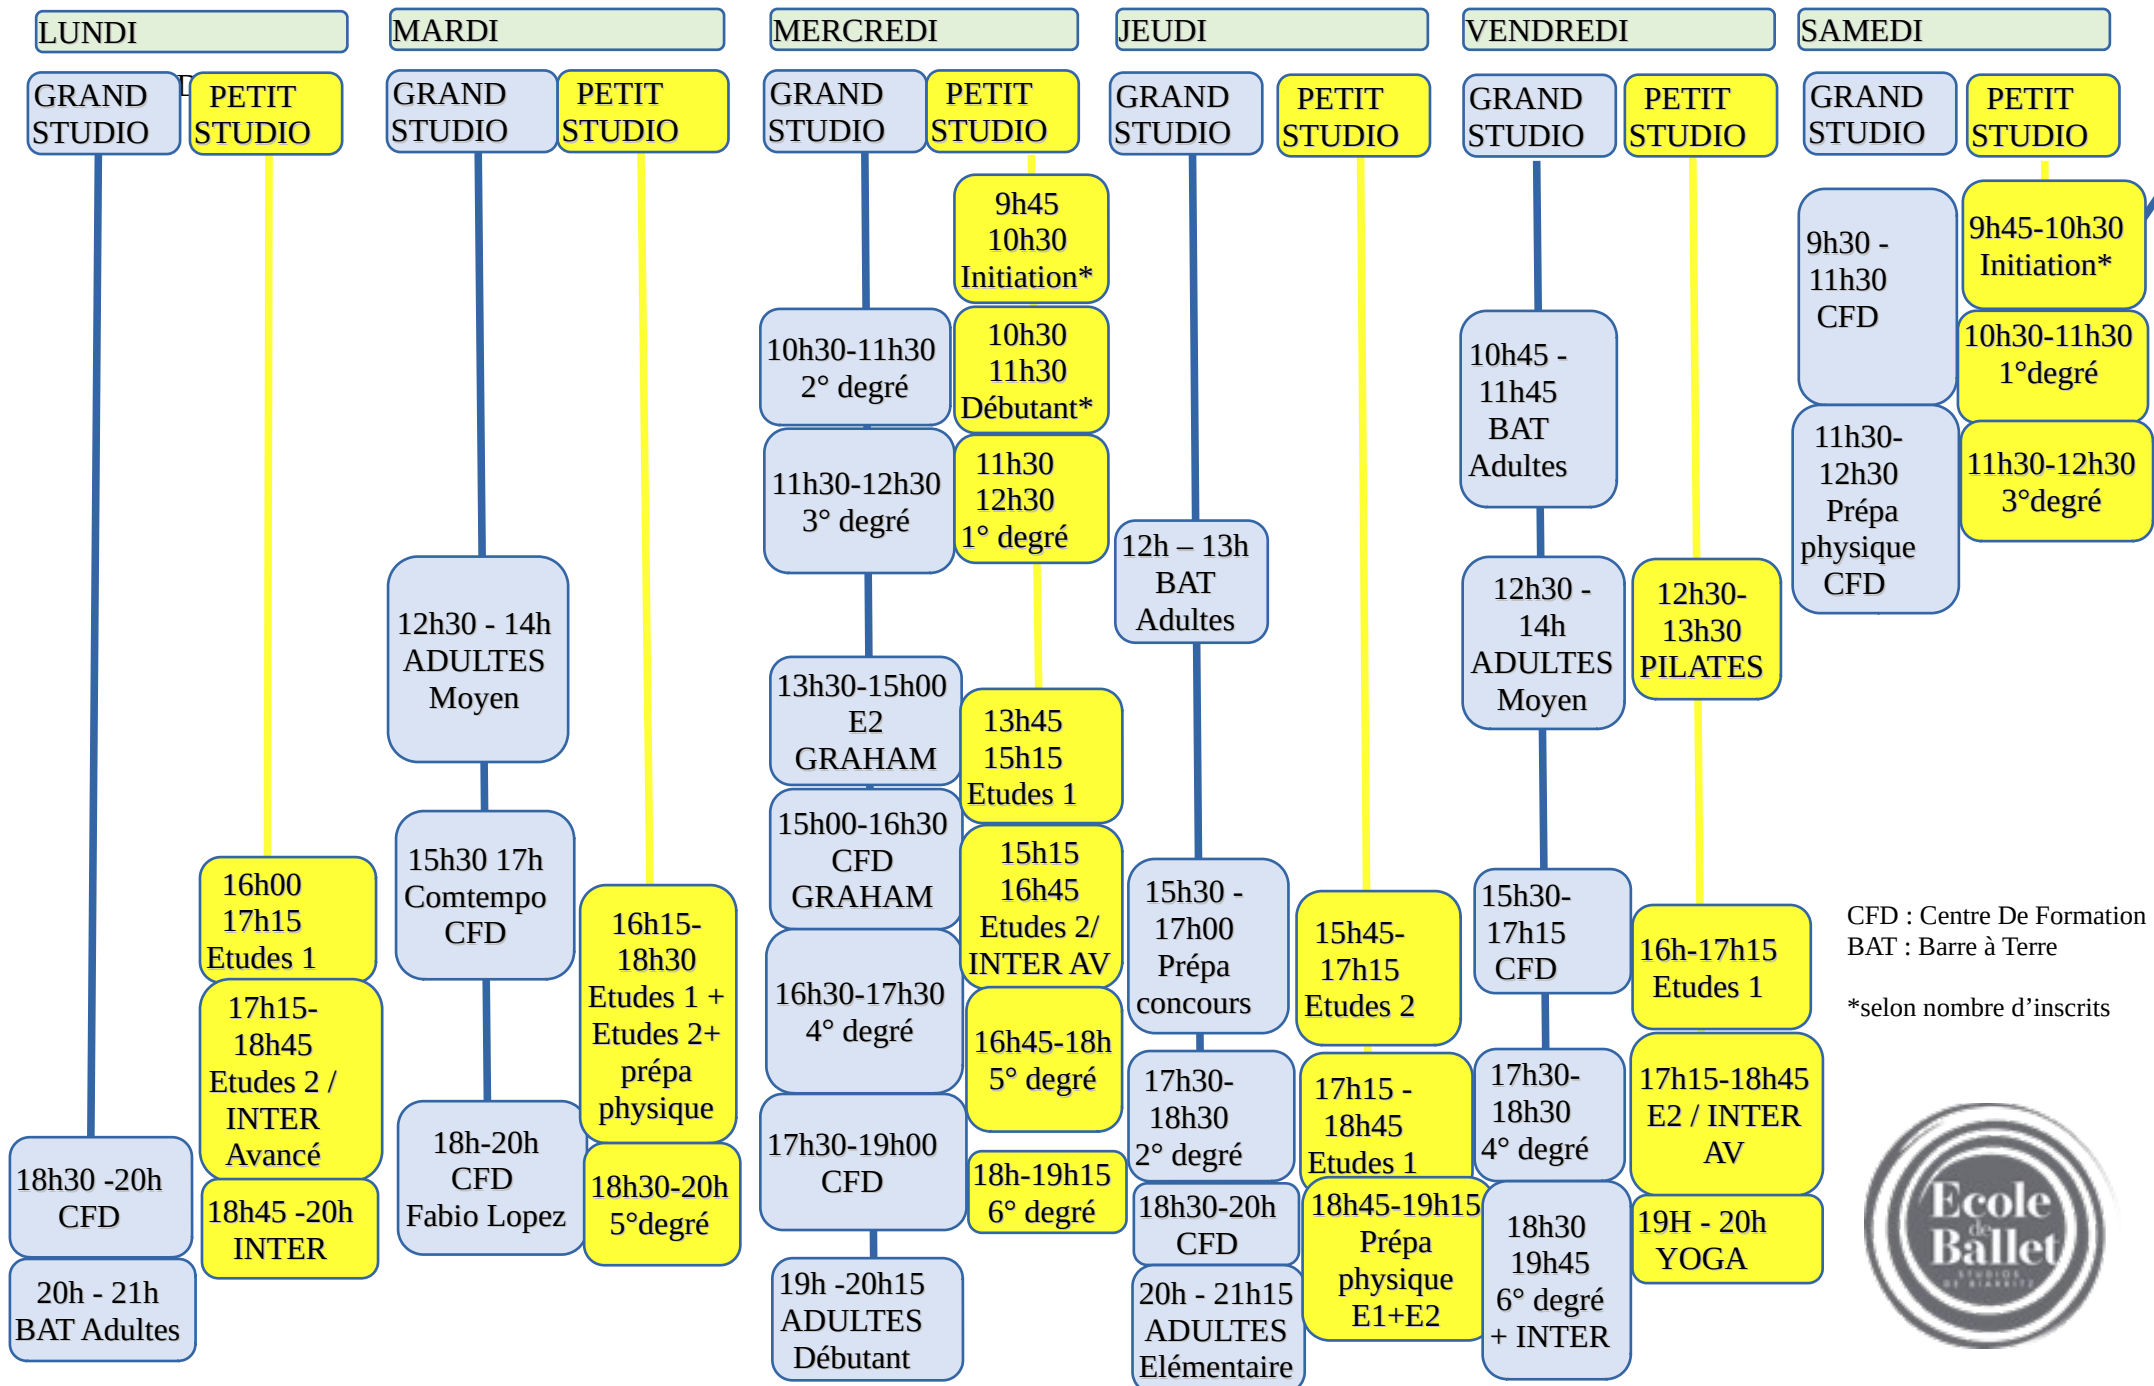 LUNDI
GRAND
STUDIO
D
PETIT
STUDIO
18h30 -20h
CFD
20h - 21h
BAT Adultes
16h00
17h15
Etudes 1
17h15-
18h45
Etudes 2 /
INTER
Avancé
18h45 -20h
INTER
MARDI
GRAND
STUDIO
PETIT
STUDIO
12h30 - 14h
ADULTES
Moyen
15h30 17h
Comtempo
CFD
18h-20h
CFD
Fabio Lopez
16h15-
18h30
Etudes 1 +
Etudes 2+
prépa
physique
18h30-20h
5°degré
MERCREDI
GRAND
STUDIO
PETIT
STUDIO
10h30-11h30
2° degré
11h30-12h30
3° degré
13h30-15h00
E2
GRAHAM
15h00-16h30
CFD
GRAHAM
16h30-17h30
4° degré
17h30-19h00
CFD
19h -20h15
ADULTES
Débutant
9h45
10h30
Initiation*
10h30
11h30
Débutant*
11h30
12h30
1° degré
13h45
15h15
Etudes 1
15h15
16h45
Etudes 2/
INTER AV
16h45-18h
5° degré
18h-19h15
6° degré
JEUDI
GRAND
STUDIO
PETIT
STUDIO
12h – 13h
BAT
Adultes
15h30 -
17h00
Prépa
concours
17h30-
18h30
2° degré
18h30-20h
CFD
20h - 21h15
ADULTES
Elémentaire
15h45-
17h15
Etudes 2
17h15 -
18h45
Etudes 1
18h45-19h15
Prépa
physique
E1+E2
VENDREDI
GRAND
STUDIO
PETIT
STUDIO
10h45 -
11h45
BAT
Adultes
12h30 -
14h
ADULTES
Moyen
15h30-
17h15
CFD
17h30-
18h30
4° degré
18h30
19h45
6° degré
+ INTER
12h30-
13h30
PILATES
16h-17h15
Etudes 1
17h15-18h45
E2 / INTER
AV
19H - 20h
YOGA
SAMEDI
GRAND
STUDIO
PETIT
STUDIO
9h30 -
11h30
CFD
11h30-
12h30
Prépa
physique
CFD
9h45-10h30
Initiation*
10h30-11h30
1°degré
11h30-12h30
3°degré
CFD : Centre De Formation
BAT : Barre à Terre
*selon nombre d’inscrits
Ecole
de
Ballet
STUDIOS
DE BIARRITZ